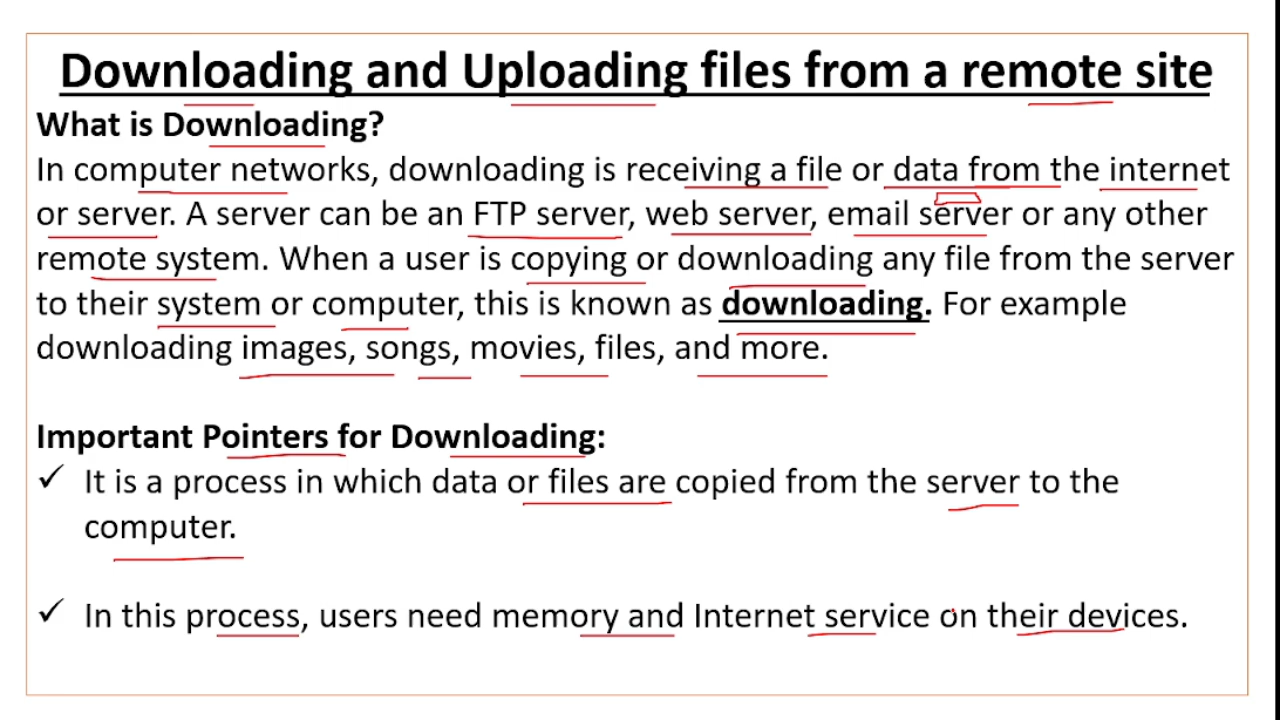 Downloading and Uploading files from a remote site
What is Downloading?
In computer networks, downloading is receiving a file or data from the internet
or server. A server can be an FTP server, web server, email server or any other
remote system. When a user is copying or downloading any file from the server
to their system or computer, this is known as downloading. For example
downloading images, songs, movies, files, and more.
Important Pointers for Downloading:
✓ It is a process in which data or files are copied from the server to the
computer.
✓ In this process, users need memory and Internet service on their devices.